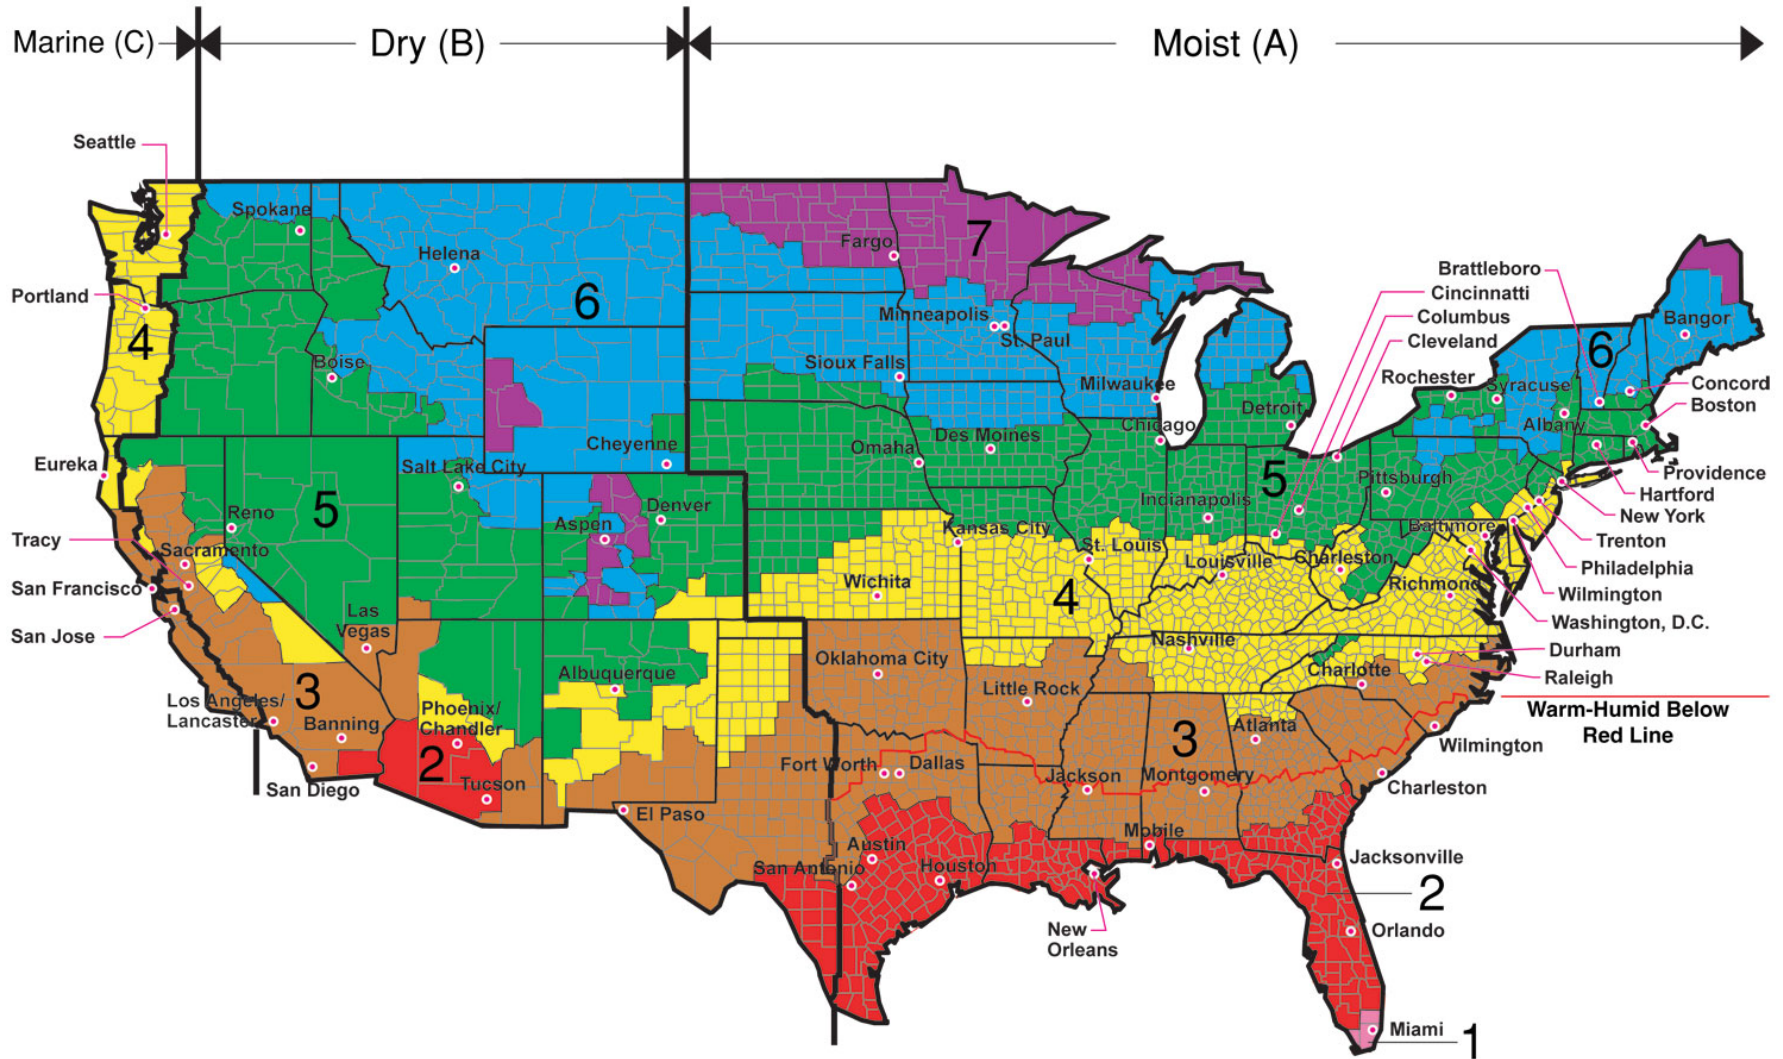 Marine (C)
Dry (B)
Moist (A)
Seattle
Spokane
Helena
Fargo
7
6
Portland
4
Boise
Minneapolis
St. Paul
Sioux Falls
Milwaukee
Brattleboro
Cincinnatti
Columbus
Cleveland
Rochester
Syracuse
6
Bangor
Concord
Boston
Detroit
Albany
Chicago
Cheyenne
Omaha
Des Moines
Eureka
Salt Lake City
5
Reno
Denver
Aspen
Indianapolis
5
Pittsburgh
Providence
Hartford
New York
Baltimore
Trenton
Philadelphia
Wilmington
Washington, D.C.
Tracy
Sacramento
San Francisco
San Jose
Las
Vegas
Kansas City
St. Louis
Wichita
4
Louisville
Charleston
Richmond
Durham
Raleigh
Nashville
Charlotte
Oklahoma City
Albuquerque
Little Rock
3
Los Angeles/
Lancaster
Banning
Phoenix/
Chandler
2
Tucson
San Diego
El Paso
Fort Worth
Dallas
Jackson
Montgomery
3
Atlanta
Warm-Humid Below
Red Line
Wilmington
Charleston
Mobile
Austin
San Antonio
Houston
New
Orleans
Jacksonville
2
Orlando
Miami
1